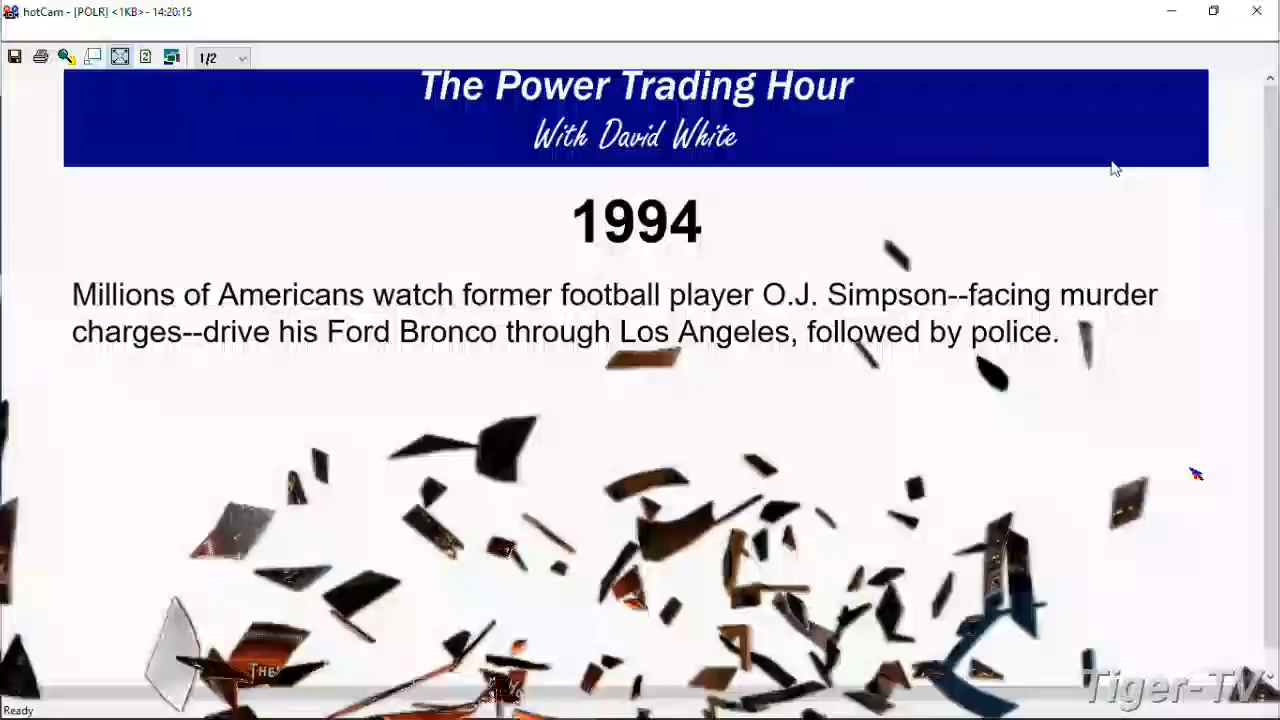 hotCam - [POLR] <1KB> - 14:20:15
1/2
The Power Trading Hour
With David White
1994
Millions of Americans watch former football player O.J. Simpson--facing murder
charges--drive his Ford Bronco through Los Angeles, followed by police.
THE
Tiger-TV
Ready